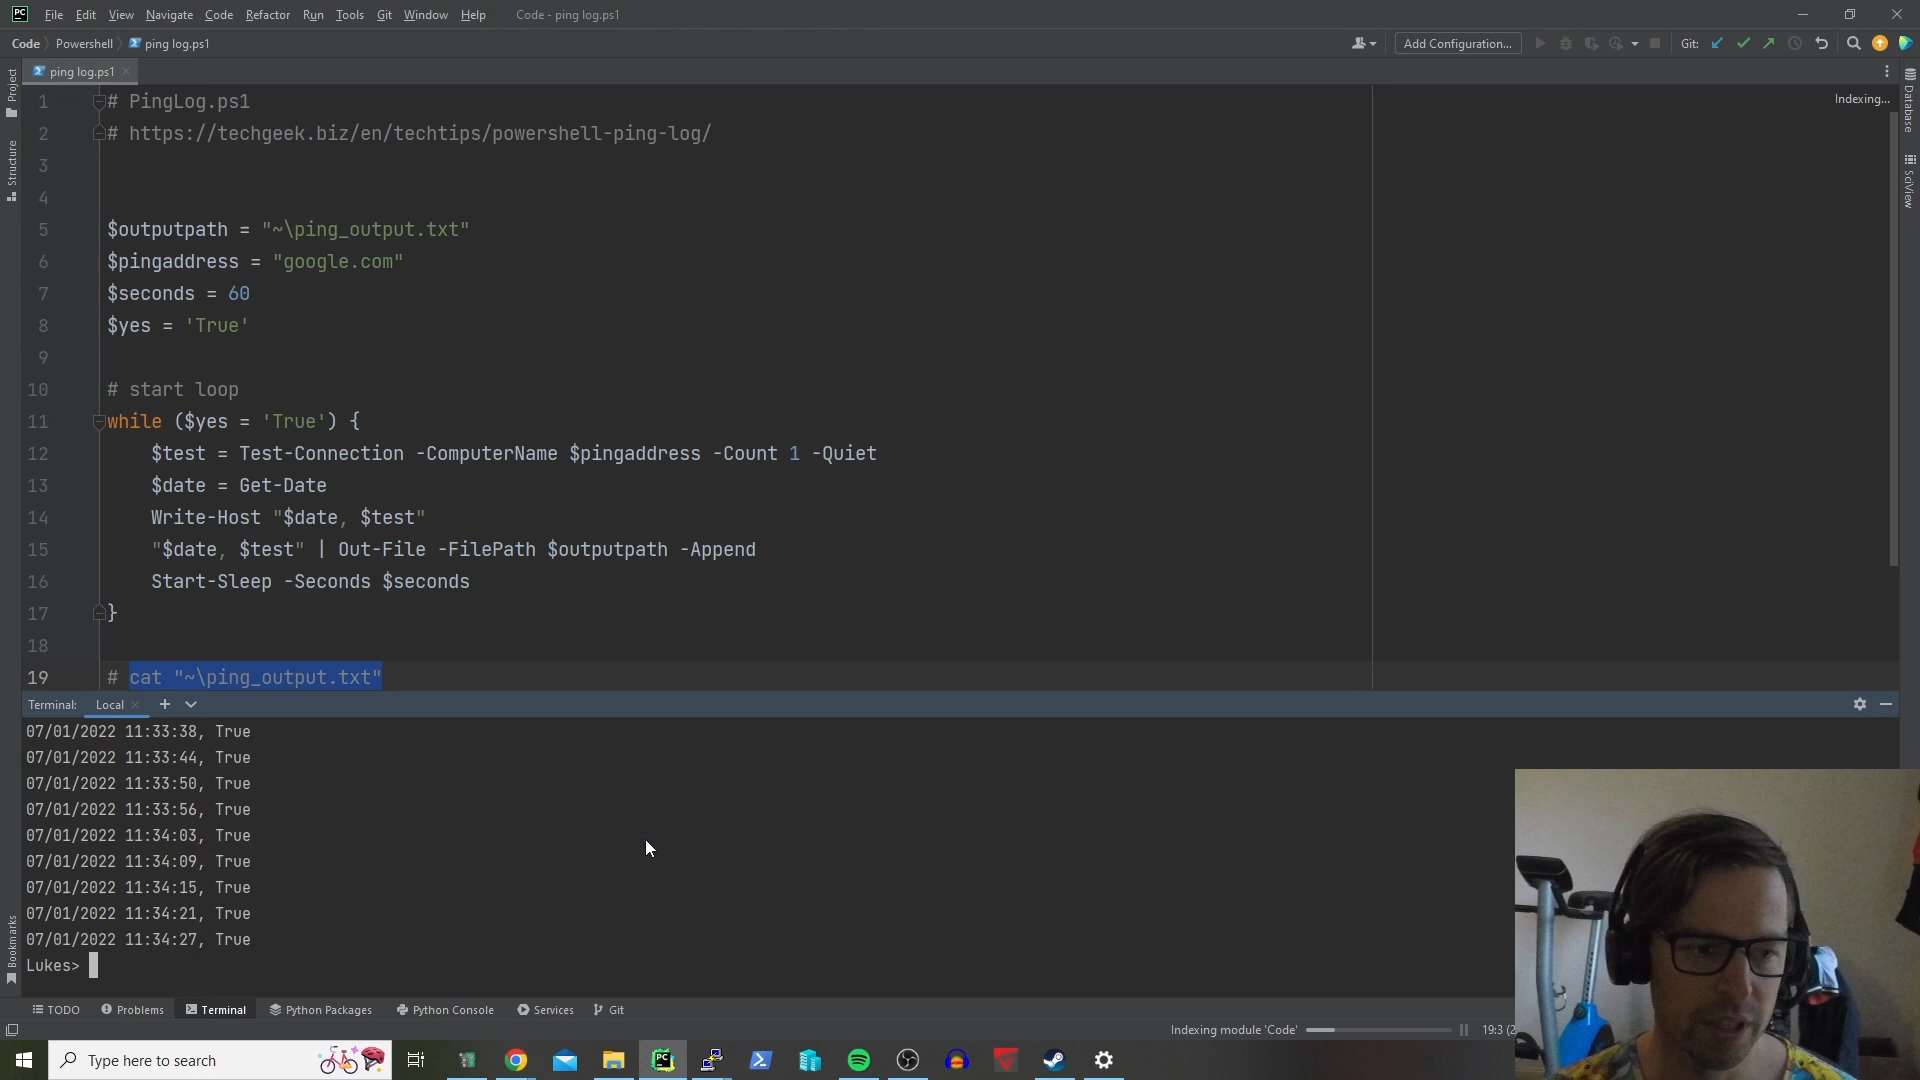 File Edit View Navigate Code Refactor Run Tools Git Window Help Code - ping log.ps1
Code Powershell ping log.ps1
Add Configuration... Git:
ping log.ps1
Indexing...
Project
Structure
Bookmarks
Database
SciView
1 # PingLog.ps1
2 # https://techgeek.biz/en/techtips/powershell-ping-log/
3
4
5 $outputpath = "~\ping_output.txt"
6 $pingaddress = "google.com"
7 $seconds = 60
8 $yes = 'True'
9
10 # start loop
11 while ($yes = 'True') {
12 $test = Test-Connection -ComputerName $pingaddress -Count 1 -Quiet
13 $date = Get-Date
14 Write-Host "$date, $test"
15 "$date, $test" | Out-File -FilePath $outputpath -Append
16 Start-Sleep -Seconds $seconds
17 }
18
19 # cat "~\ping_output.txt"
Terminal: Local
07/01/2022 11:33:38, True
07/01/2022 11:33:44, True
07/01/2022 11:33:50, True
07/01/2022 11:33:56, True
07/01/2022 11:34:03, True
07/01/2022 11:34:09, True
07/01/2022 11:34:15, True
07/01/2022 11:34:21, True
07/01/2022 11:34:27, True
Lukes>
TODO Problems Terminal Python Packages Python Console Services Git
Indexing module 'Code' 19:3
Type here to search